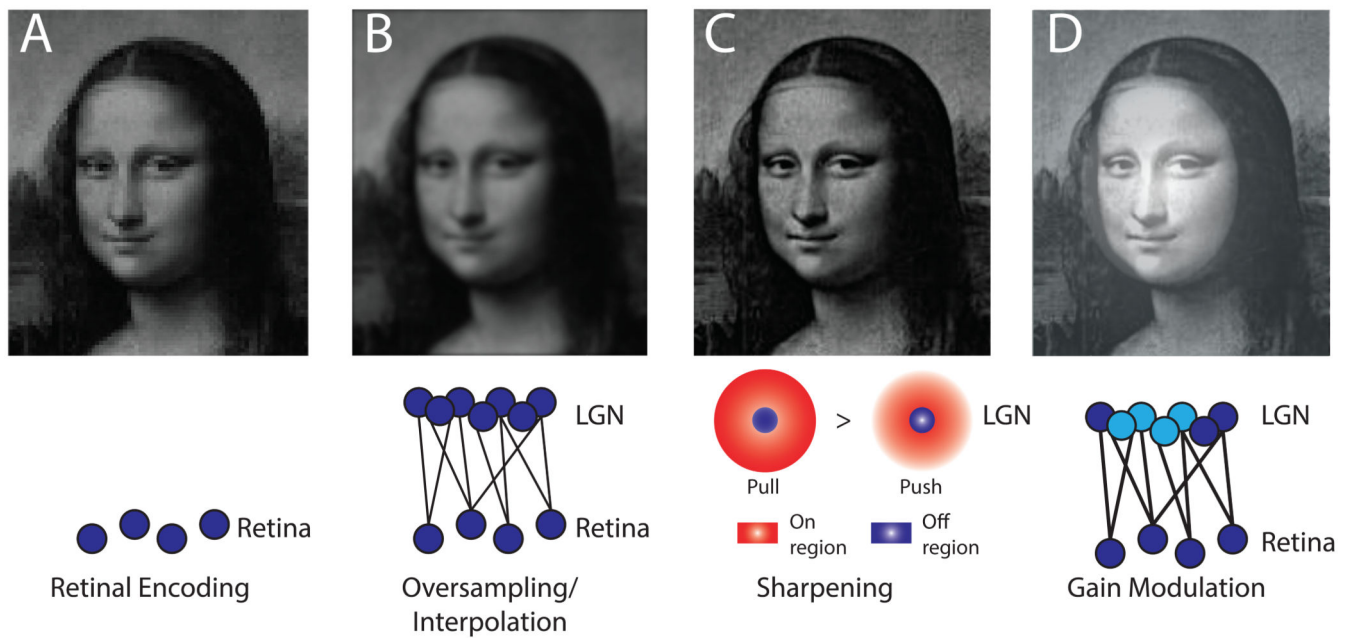 A
B
C
D
Retina
Retinal Encoding
LGN
Retina
Oversampling/
Interpolation
>
LGN
Pull
Push
On
region
Off
region
Sharpening
LGN
Retina
Gain Modulation